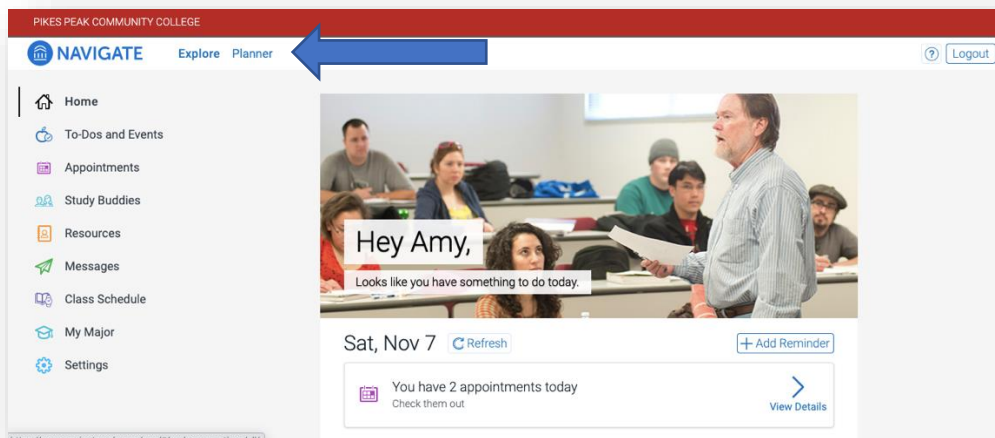 PIKES PEAK COMMUNITY COLLEGE
NAVIGATE Explore Planner ? Logout
Home
To-Dos and Events
Appointments
Study Buddies
Resources
Messages
Class Schedule
My Major
Settings
Hey Amy,
Looks like you have something to do today.
Sat, Nov 7 Refresh + Add Reminder
You have 2 appointments today
Check them out
View Details